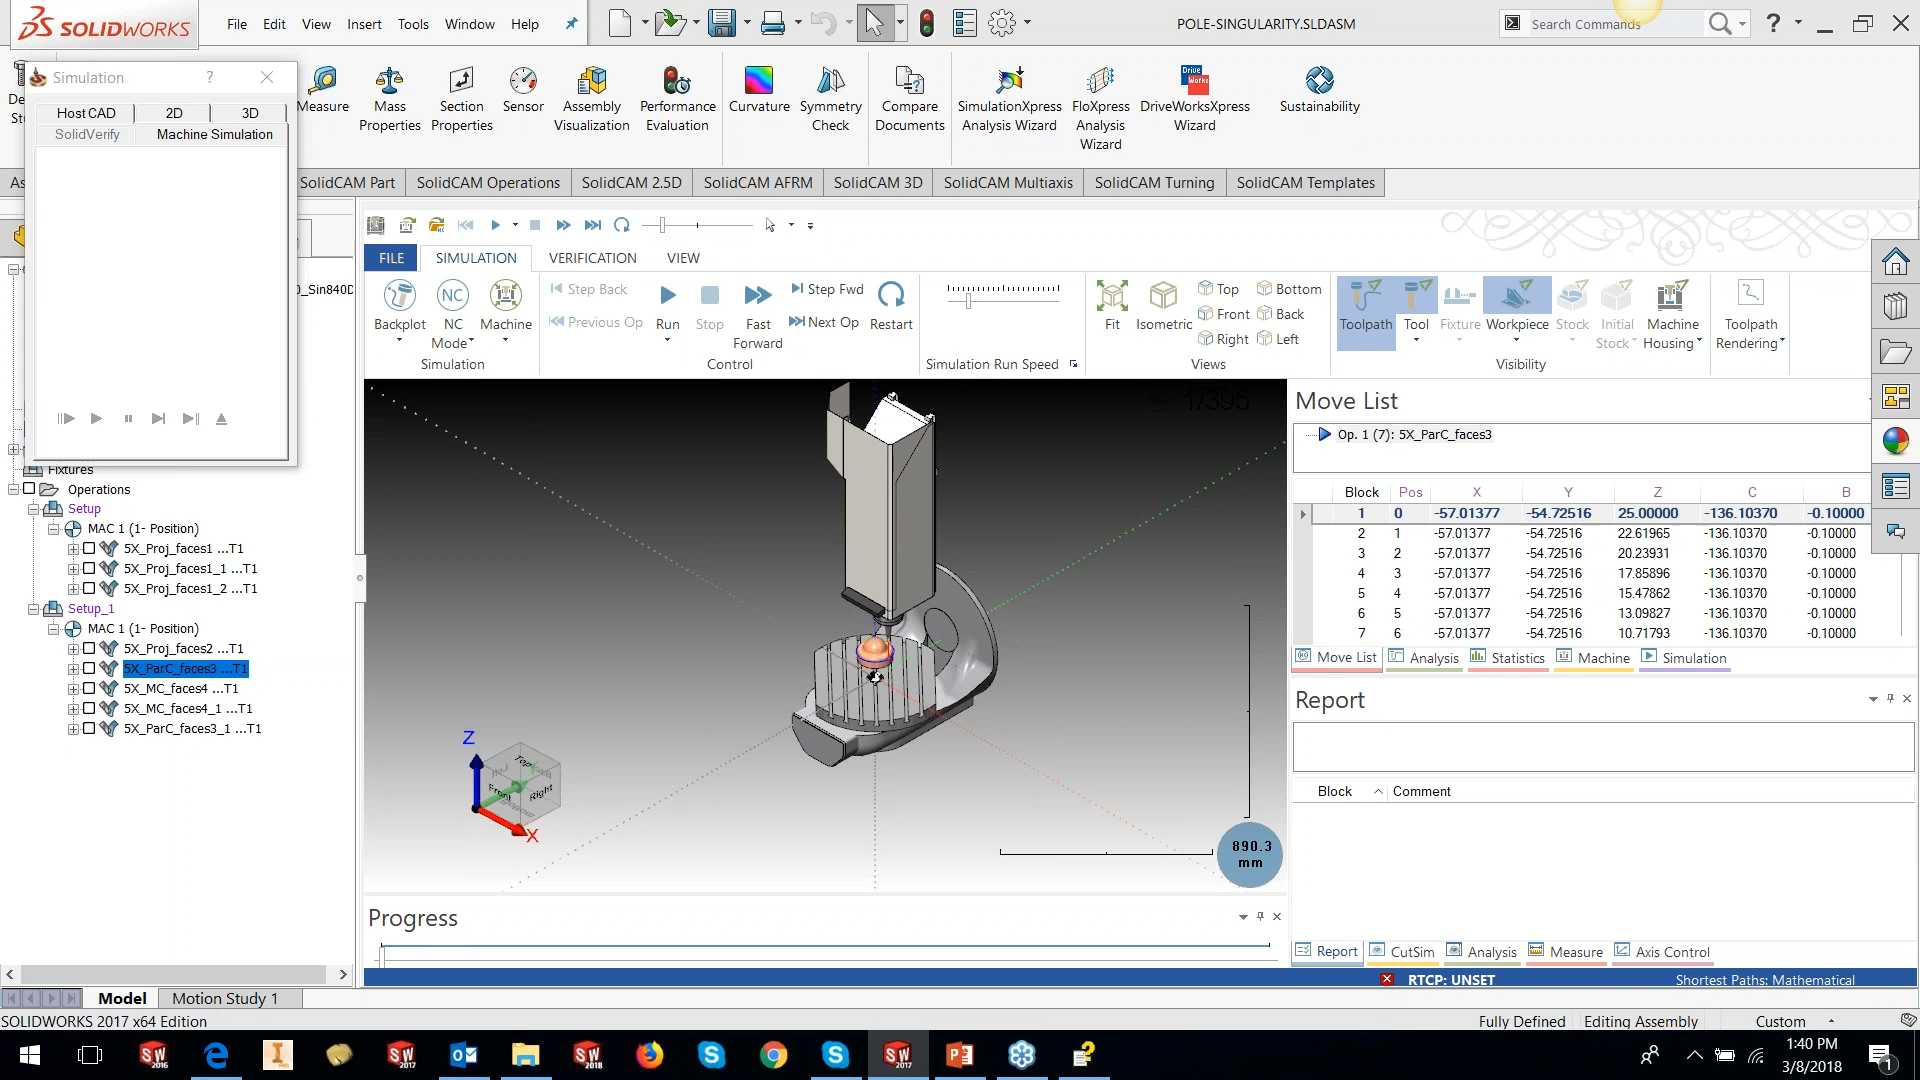 SOLIDWORKS
File Edit View Insert Tools Window Help
POLE-SINGULARITY.SLDASM
Search Commands
?
Simulation ?
HostCAD 2D 3D
SolidVerify Machine Simulation
Measure
Mass Properties
Section Properties
Sensor
Assembly Visualization
Performance Evaluation
Curvature
Symmetry Check
Compare Documents
SimulationXpress Analysis Wizard
FloXpress Analysis Wizard
DriveWorksXpress Wizard
Sustainability
SolidCAM Part SolidCAM Operations SolidCAM 2.5D SolidCAM AFRM SolidCAM 3D SolidCAM Multiaxis SolidCAM Turning SolidCAM Templates
FILE SIMULATION VERIFICATION VIEW
Backplot
NC Mode
Machine
Simulation
Step Back
Previous Op
Run
Stop
Fast Forward
Step Fwd
Next Op
Restart
Control
Simulation Run Speed
Fit
Isometric
Top Bottom
Front Back
Right Left
Views
Toolpath
Tool
Fixture
Workpiece
Stock
Initial Stock
Machine Housing
Visibility
Toolpath Rendering
0_Sin840D
Fixtures
Operations
Setup
MAC 1 (1- Position)
5X_Proj_faces1 ...T1
5X_Proj_faces1_1 ...T1
5X_Proj_faces1_2 ...T1
Setup_1
MAC 1 (1- Position)
5X_Proj_faces2 ...T1
5X_ParC_faces3 ...T1
5X_MC_faces4 ...T1
5X_MC_faces4_1 ...T1
5X_ParC_faces3_1 ...T1
1/395
Z
Top
Front
Right
X
890.3
mm
Move List
Op. 1 (7): 5X_ParC_faces3
Block Pos X Y Z C B
1 0 -57.01377 -54.72516 25.00000 -136.10370 -0.10000
2 1 -57.01377 -54.72516 22.61965 -136.10370 -0.10000
3 2 -57.01377 -54.72516 20.23931 -136.10370 -0.10000
4 3 -57.01377 -54.72516 17.85896 -136.10370 -0.10000
5 4 -57.01377 -54.72516 15.47862 -136.10370 -0.10000
6 5 -57.01377 -54.72516 13.09827 -136.10370 -0.10000
7 6 -57.01377 -54.72516 10.71793 -136.10370 -0.10000
Move List Analysis Statistics Machine Simulation
Report
Block Comment
Report CutSim Analysis Measure Axis Control
Progress
RTCP: UNSET Shortest Paths: Mathematical
Model Motion Study 1
SOLIDWORKS 2017 x64 Edition
Fully Defined Editing Assembly Custom
1:40 PM
3/8/2018
1